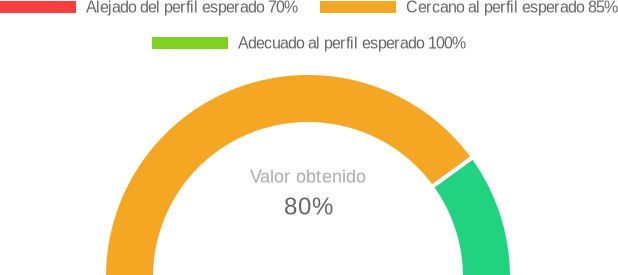 Alejado del perfil esperado 70% Cercano al perfil esperado 85%
Adecuado al perfil esperado 100%
Valor obtenido
80%